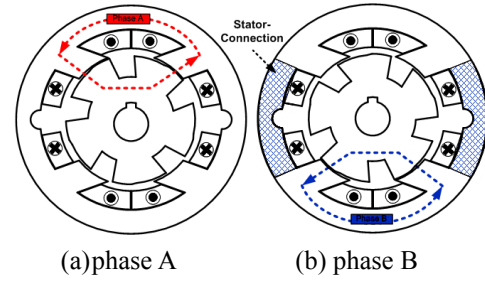 Phase A
Stator-
Connection
Phase B
(a)phase A
(b) phase B